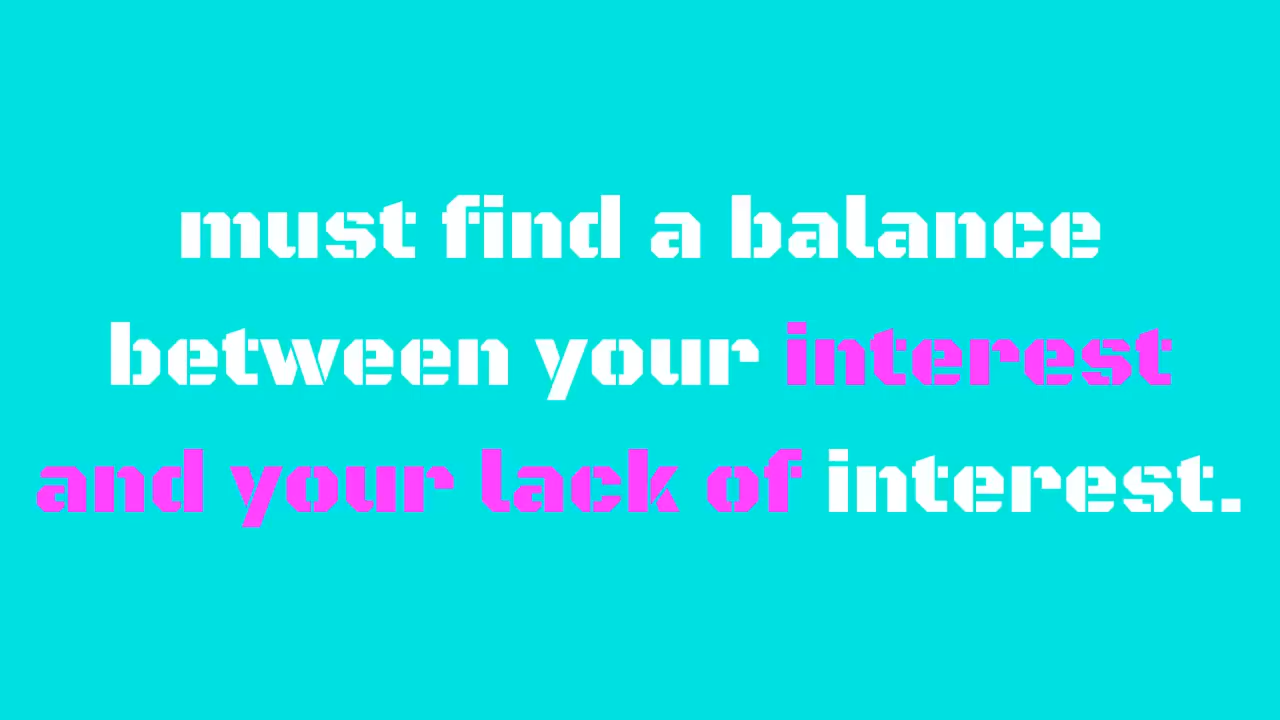 must find a balance
between your interest
and your lack of interest.